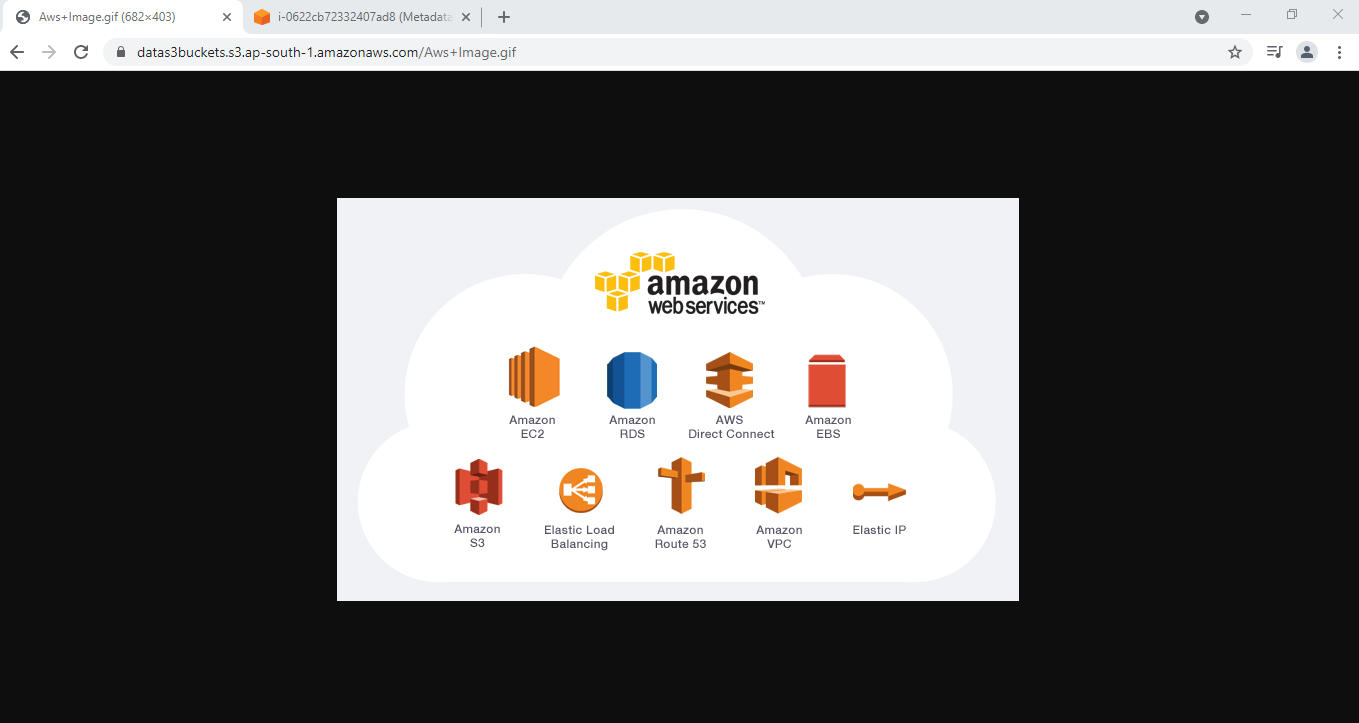 Aws+Image.gif (682×403)
i-0622cb72332407ad8 (Metadata
datas3buckets.s3.ap-south-1.amazonaws.com/Aws+Image.gif
amazon
web services™
Amazon
EC2
Amazon
RDS
AWS
Direct Connect
Amazon
EBS
Amazon
S3
Elastic Load
Balancing
Amazon
Route 53
Amazon
VPC
Elastic IP